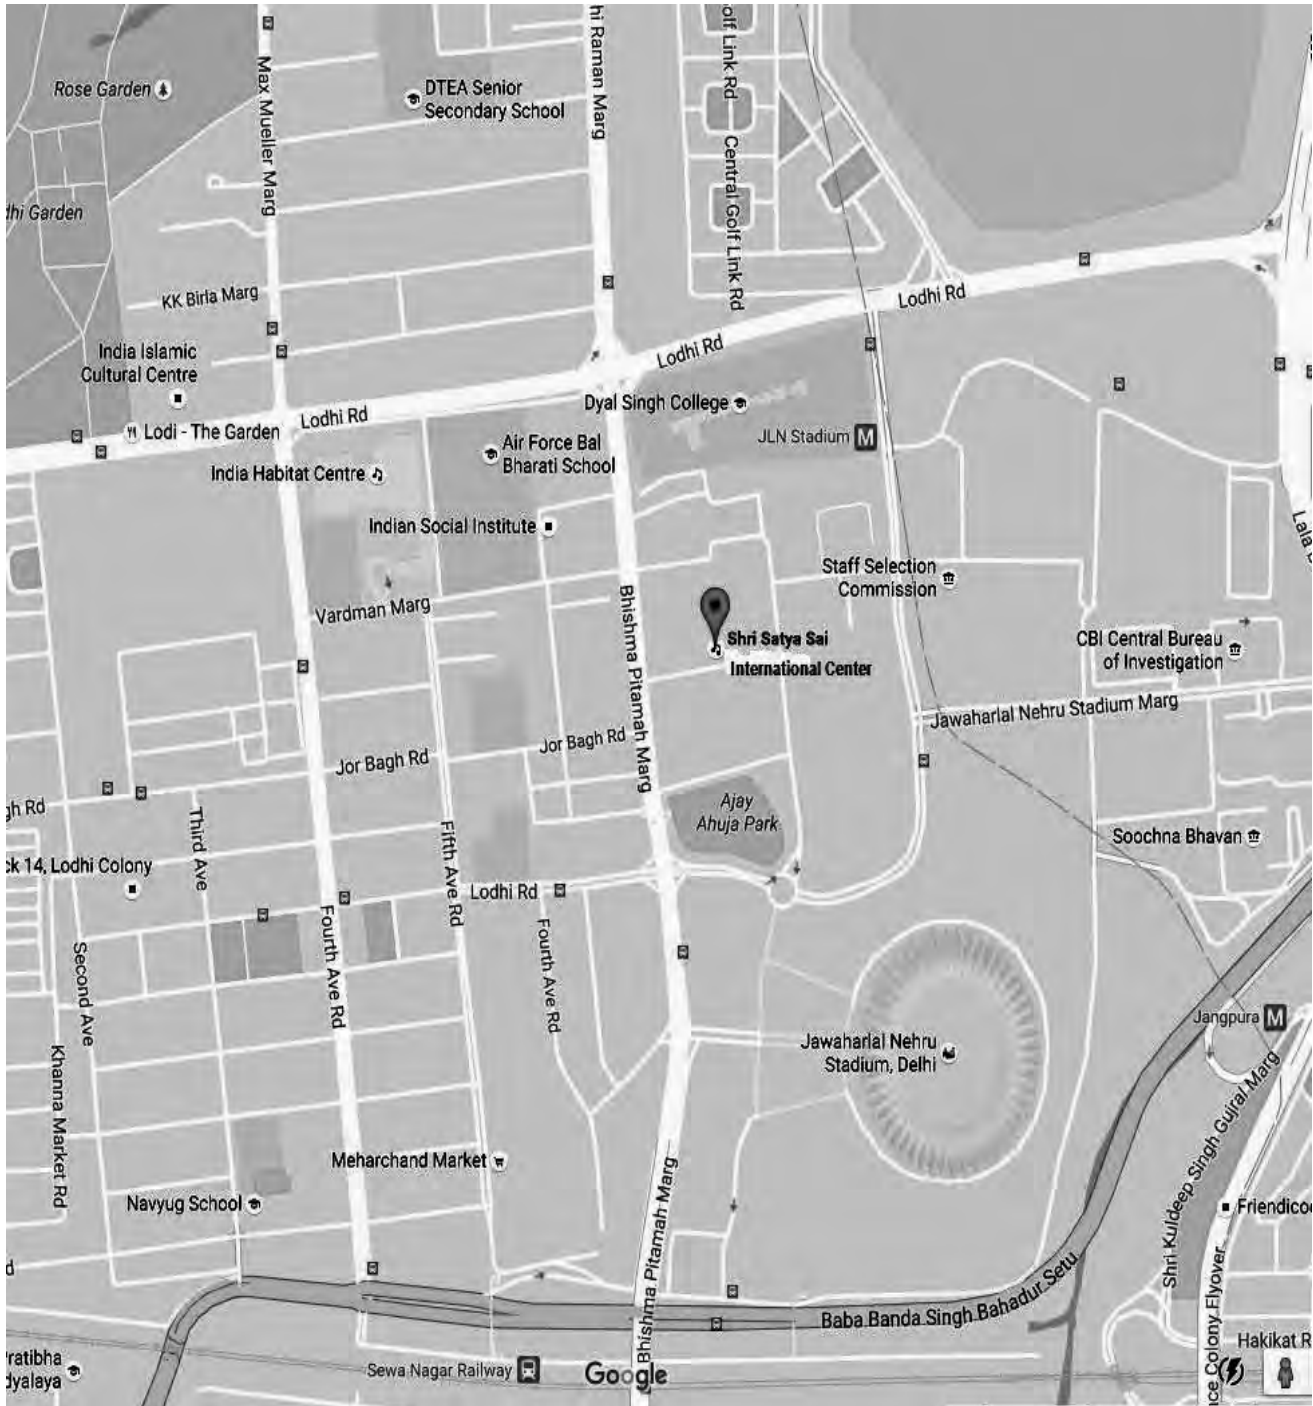 olf Link Rd
hi Raman Marg
Max Mueller Marg
Rose Garden
DTEA Senior
Secondary School
Central Golf Link Rd
dhi Garden
KK Birla Marg
Lodhi Rd
Lodhi Rd
India Islamic
Cultural Centre
Dyal Singh College
Lodhi Rd
Lodi - The Garden
JLN Stadium M
Air Force Bal
Bharati School
India Habitat Centre
Indian Social Institute
Lala
Staff Selection
Commission
Vardman Marg
Bhishma Pitamah Marg
Shri Satya Sai
International Center
CBI Central Bureau
of Investigation
Jawaharlal Nehru Stadium Marg
Jor Bagh Rd
Jor Bagh Rd
gh Rd
Ajay
Ahuja Park
Third Ave
Fifth Ave Rd
Soochna Bhavan
ck 14, Lodhi Colony
Lodhi Rd
Fourth Ave Rd
Fourth Ave Rd
Second Ave
Jangpura M
Jawaharlal Nehru
Stadium, Delhi
Khanna Market Rd
Shri Kuldeep Singh Gujral Marg
Meharchand Market
Navyug School
Friendico
Bhishma Pitamah Marg
d
Baba Banda Singh Bahadur Setu
nce Colony Flyover
Hakikat R
Pratibha
dyalaya
Sewa Nagar Railway
Google
Bhishma Pitamah Marg